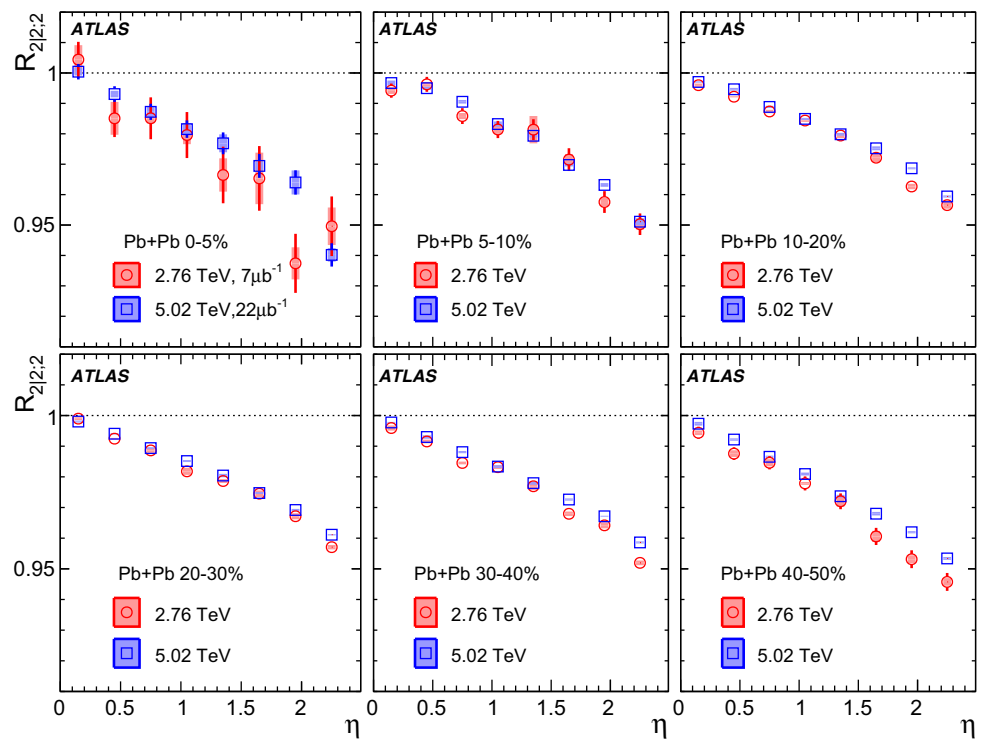 R2|2;2
ATLAS
ATLAS
ATLAS
1
0.95
Pb+Pb 0-5%
2.76 TeV, 7μb-1
5.02 TeV,22μb-1
Pb+Pb 5-10%
2.76 TeV
5.02 TeV
Pb+Pb 10-20%
2.76 TeV
5.02 TeV
R2|2;2
ATLAS
ATLAS
ATLAS
1
0.95
Pb+Pb 20-30%
2.76 TeV
5.02 TeV
Pb+Pb 30-40%
2.76 TeV
5.02 TeV
Pb+Pb 40-50%
2.76 TeV
5.02 TeV
0 0.5 1 1.5 2 η
0 0.5 1 1.5 2 η
0 0.5 1 1.5 2 η